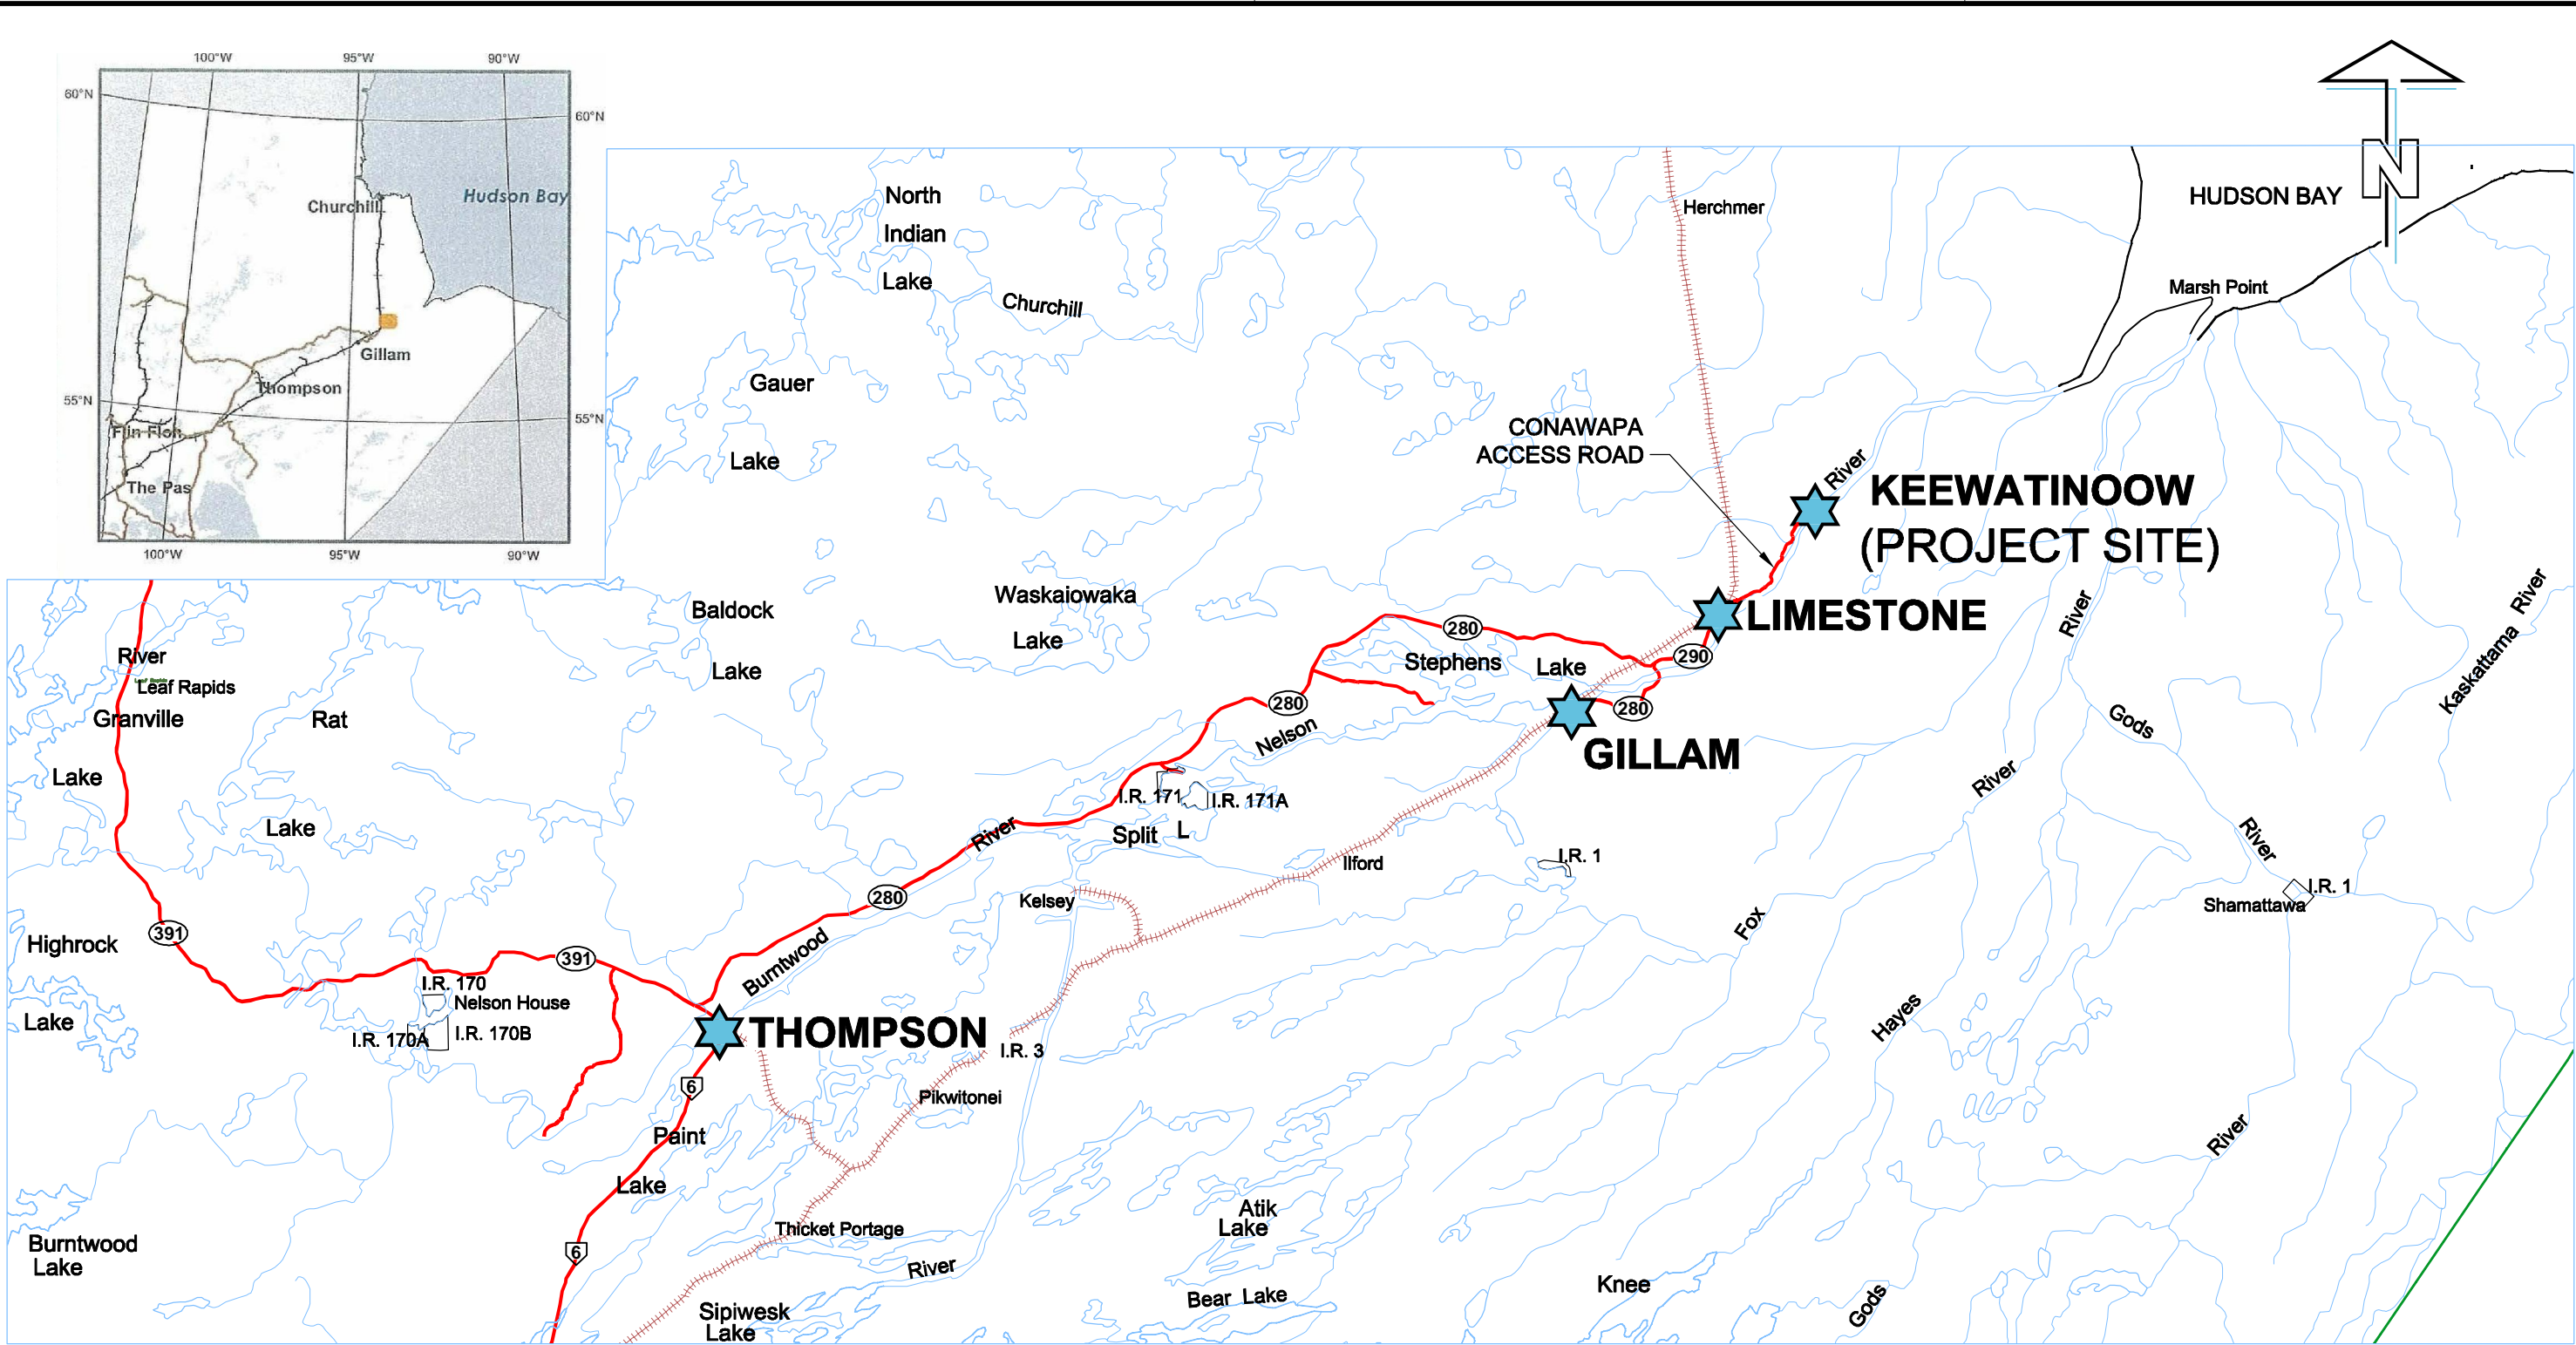 100°W 95°W 90°W
60°N
60°N
Hudson Bay
Churchill
Gillam
Thompson
55°N
55°N
Flin Flon
The Pas
100°W 95°W 90°W
N
HUDSON BAY
Marsh Point
North
Indian
Lake
Churchill
Herchmer
Gauer
Lake
CONAWAPA
ACCESS ROAD
River
KEEWATINOOW
(PROJECT SITE)
LIMESTONE
Waskaiowaka
Lake
Baldock
Lake
280
Stephens Lake
290
280
280
Nelson
GILLAM
River
Leaf Rapids
Leaf Rapids
Granville
Lake
Rat
Lake
River
Kaskattama River
Gods
River
River
I.R. 171
I.R. 171A
Split L
River
Ilford
I.R. 1
I.R. 1
Shamattawa
280
Kelsey
Fox
391
Highrock
Lake
391
Burntwood
I.R. 170
Nelson House
I.R. 170A
I.R. 170B
THOMPSON
I.R. 3
Hayes
6
Pikwitonei
Paint
Lake
River
Thicket Portage
Atik
Lake
6
Burntwood
Lake
River
Bear Lake
Knee
Gods
Sipiwesk
Lake